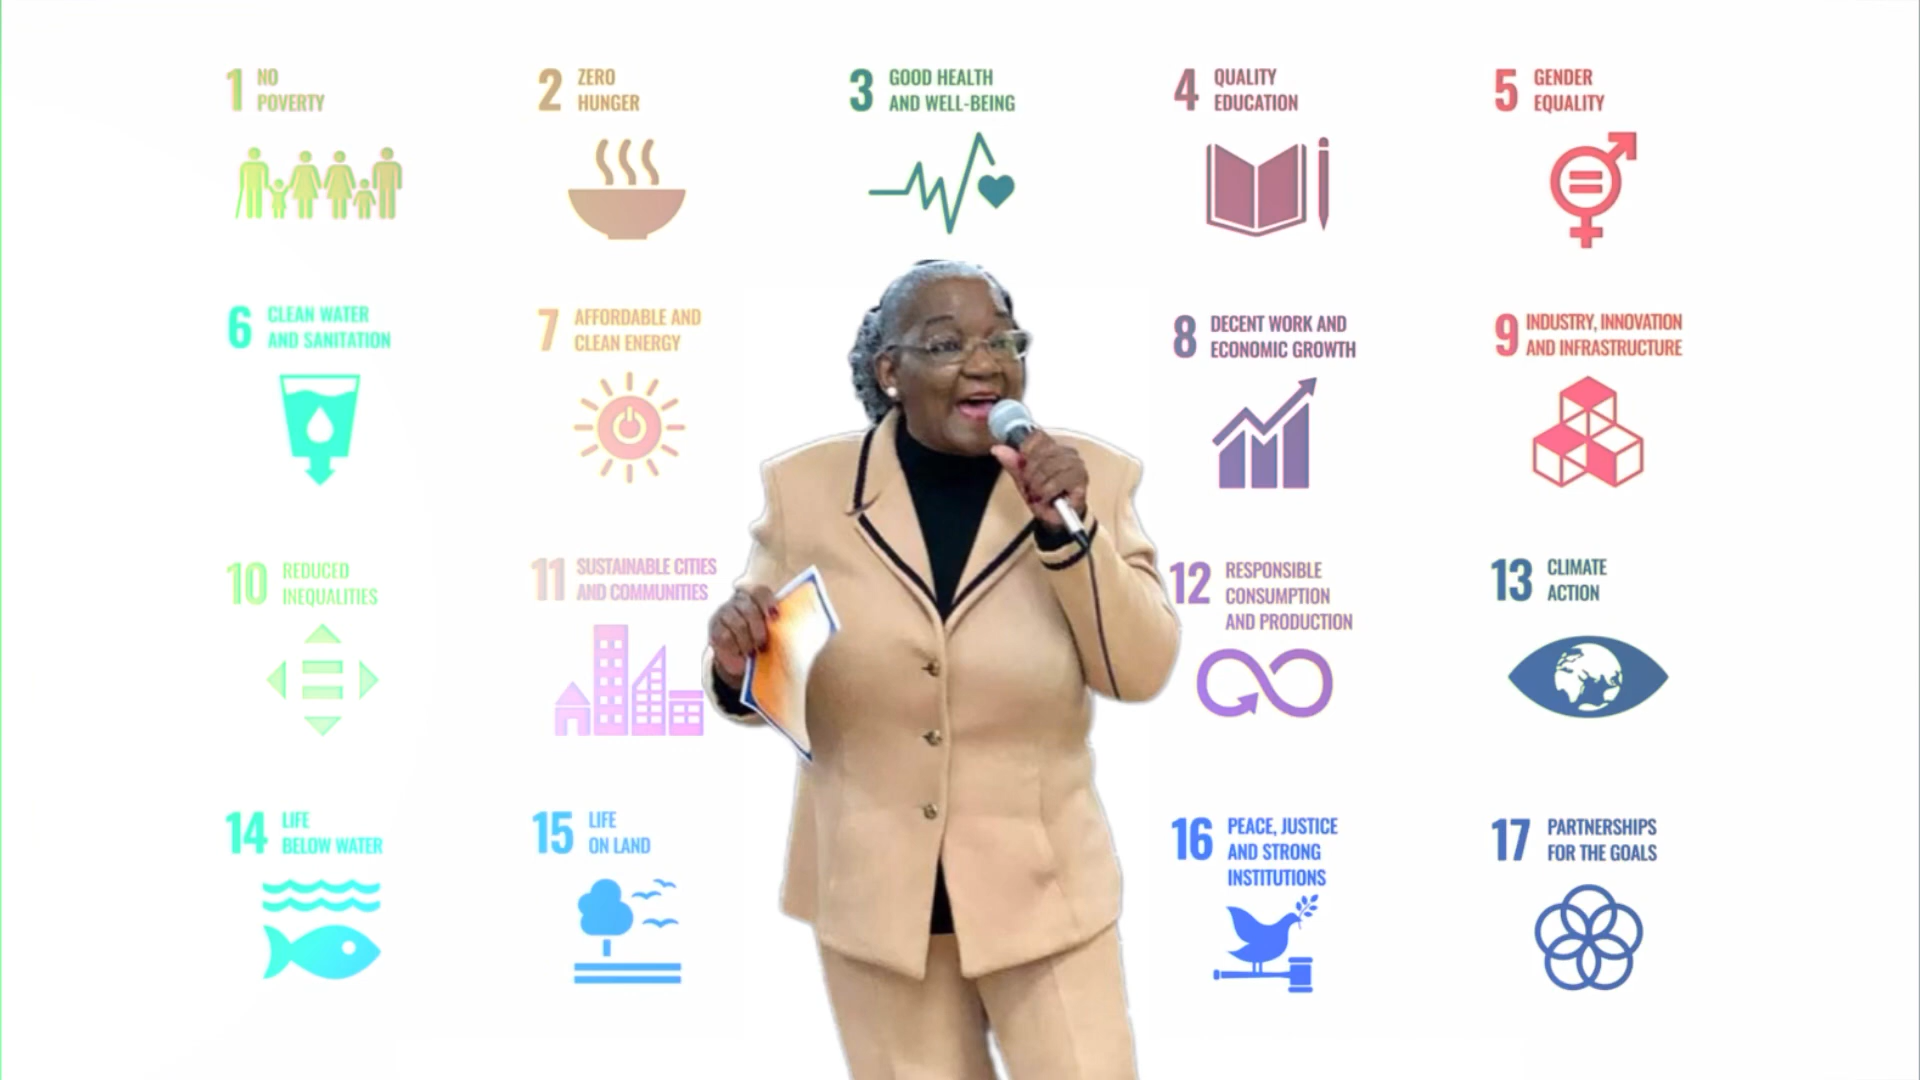 1 NO
POVERTY
2 ZERO
HUNGER
3 GOOD HEALTH
AND WELL-BEING
4 QUALITY
EDUCATION
5 GENDER
EQUALITY
6 CLEAN WATER
AND SANITATION
7 AFFORDABLE AND
CLEAN ENERGY
8 DECENT WORK AND
ECONOMIC GROWTH
9 INDUSTRY, INNOVATION
AND INFRASTRUCTURE
10 REDUCED
INEQUALITIES
11 SUSTAINABLE CITIES
AND COMMUNITIES
12 RESPONSIBLE
CONSUMPTION
AND PRODUCTION
13 CLIMATE
ACTION
14 LIFE
BELOW WATER
15 LIFE
ON LAND
16 PEACE, JUSTICE
AND STRONG
INSTITUTIONS
17 PARTNERSHIPS
FOR THE GOALS